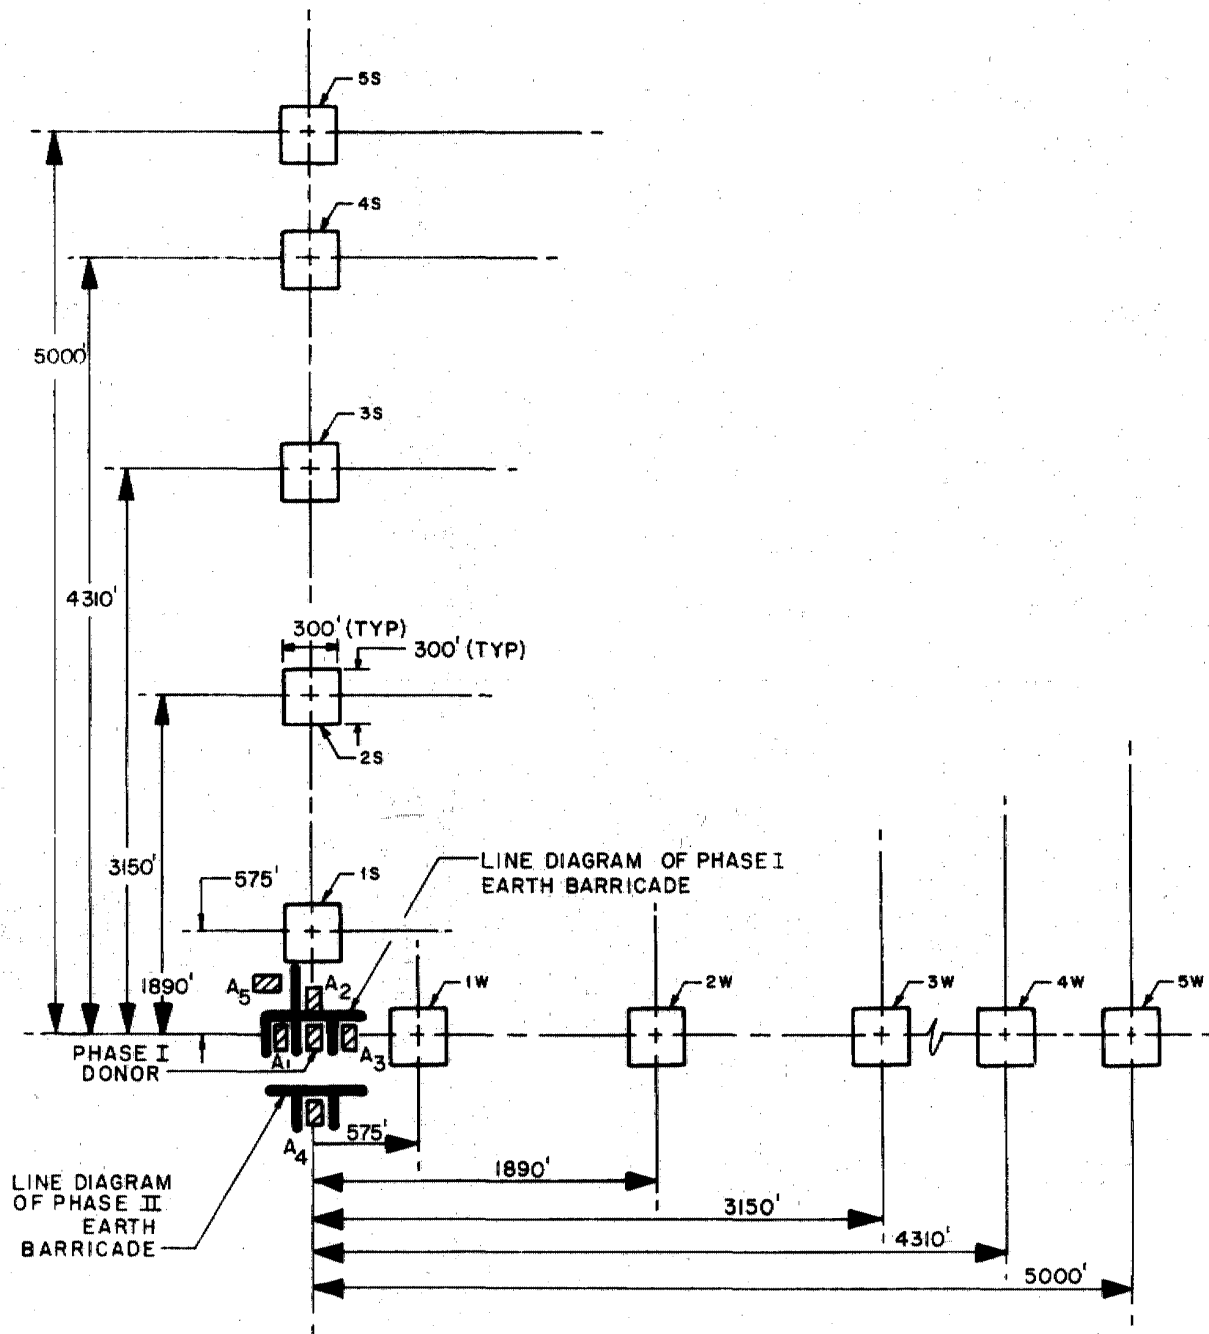 5S
4S
5000'
3S
4310'
300' (TYP)
300' (TYP)
2S
3150'
575'
1S
LINE DIAGRAM OF PHASE I
EARTH BARRICADE
1890'
A5
A2
1W
2W
3W
4W
5W
PHASE I
DONOR
A1
A3
A4
575'
1890'
3150'
4310'
5000'
LINE DIAGRAM
OF PHASE II
EARTH
BARRICADE